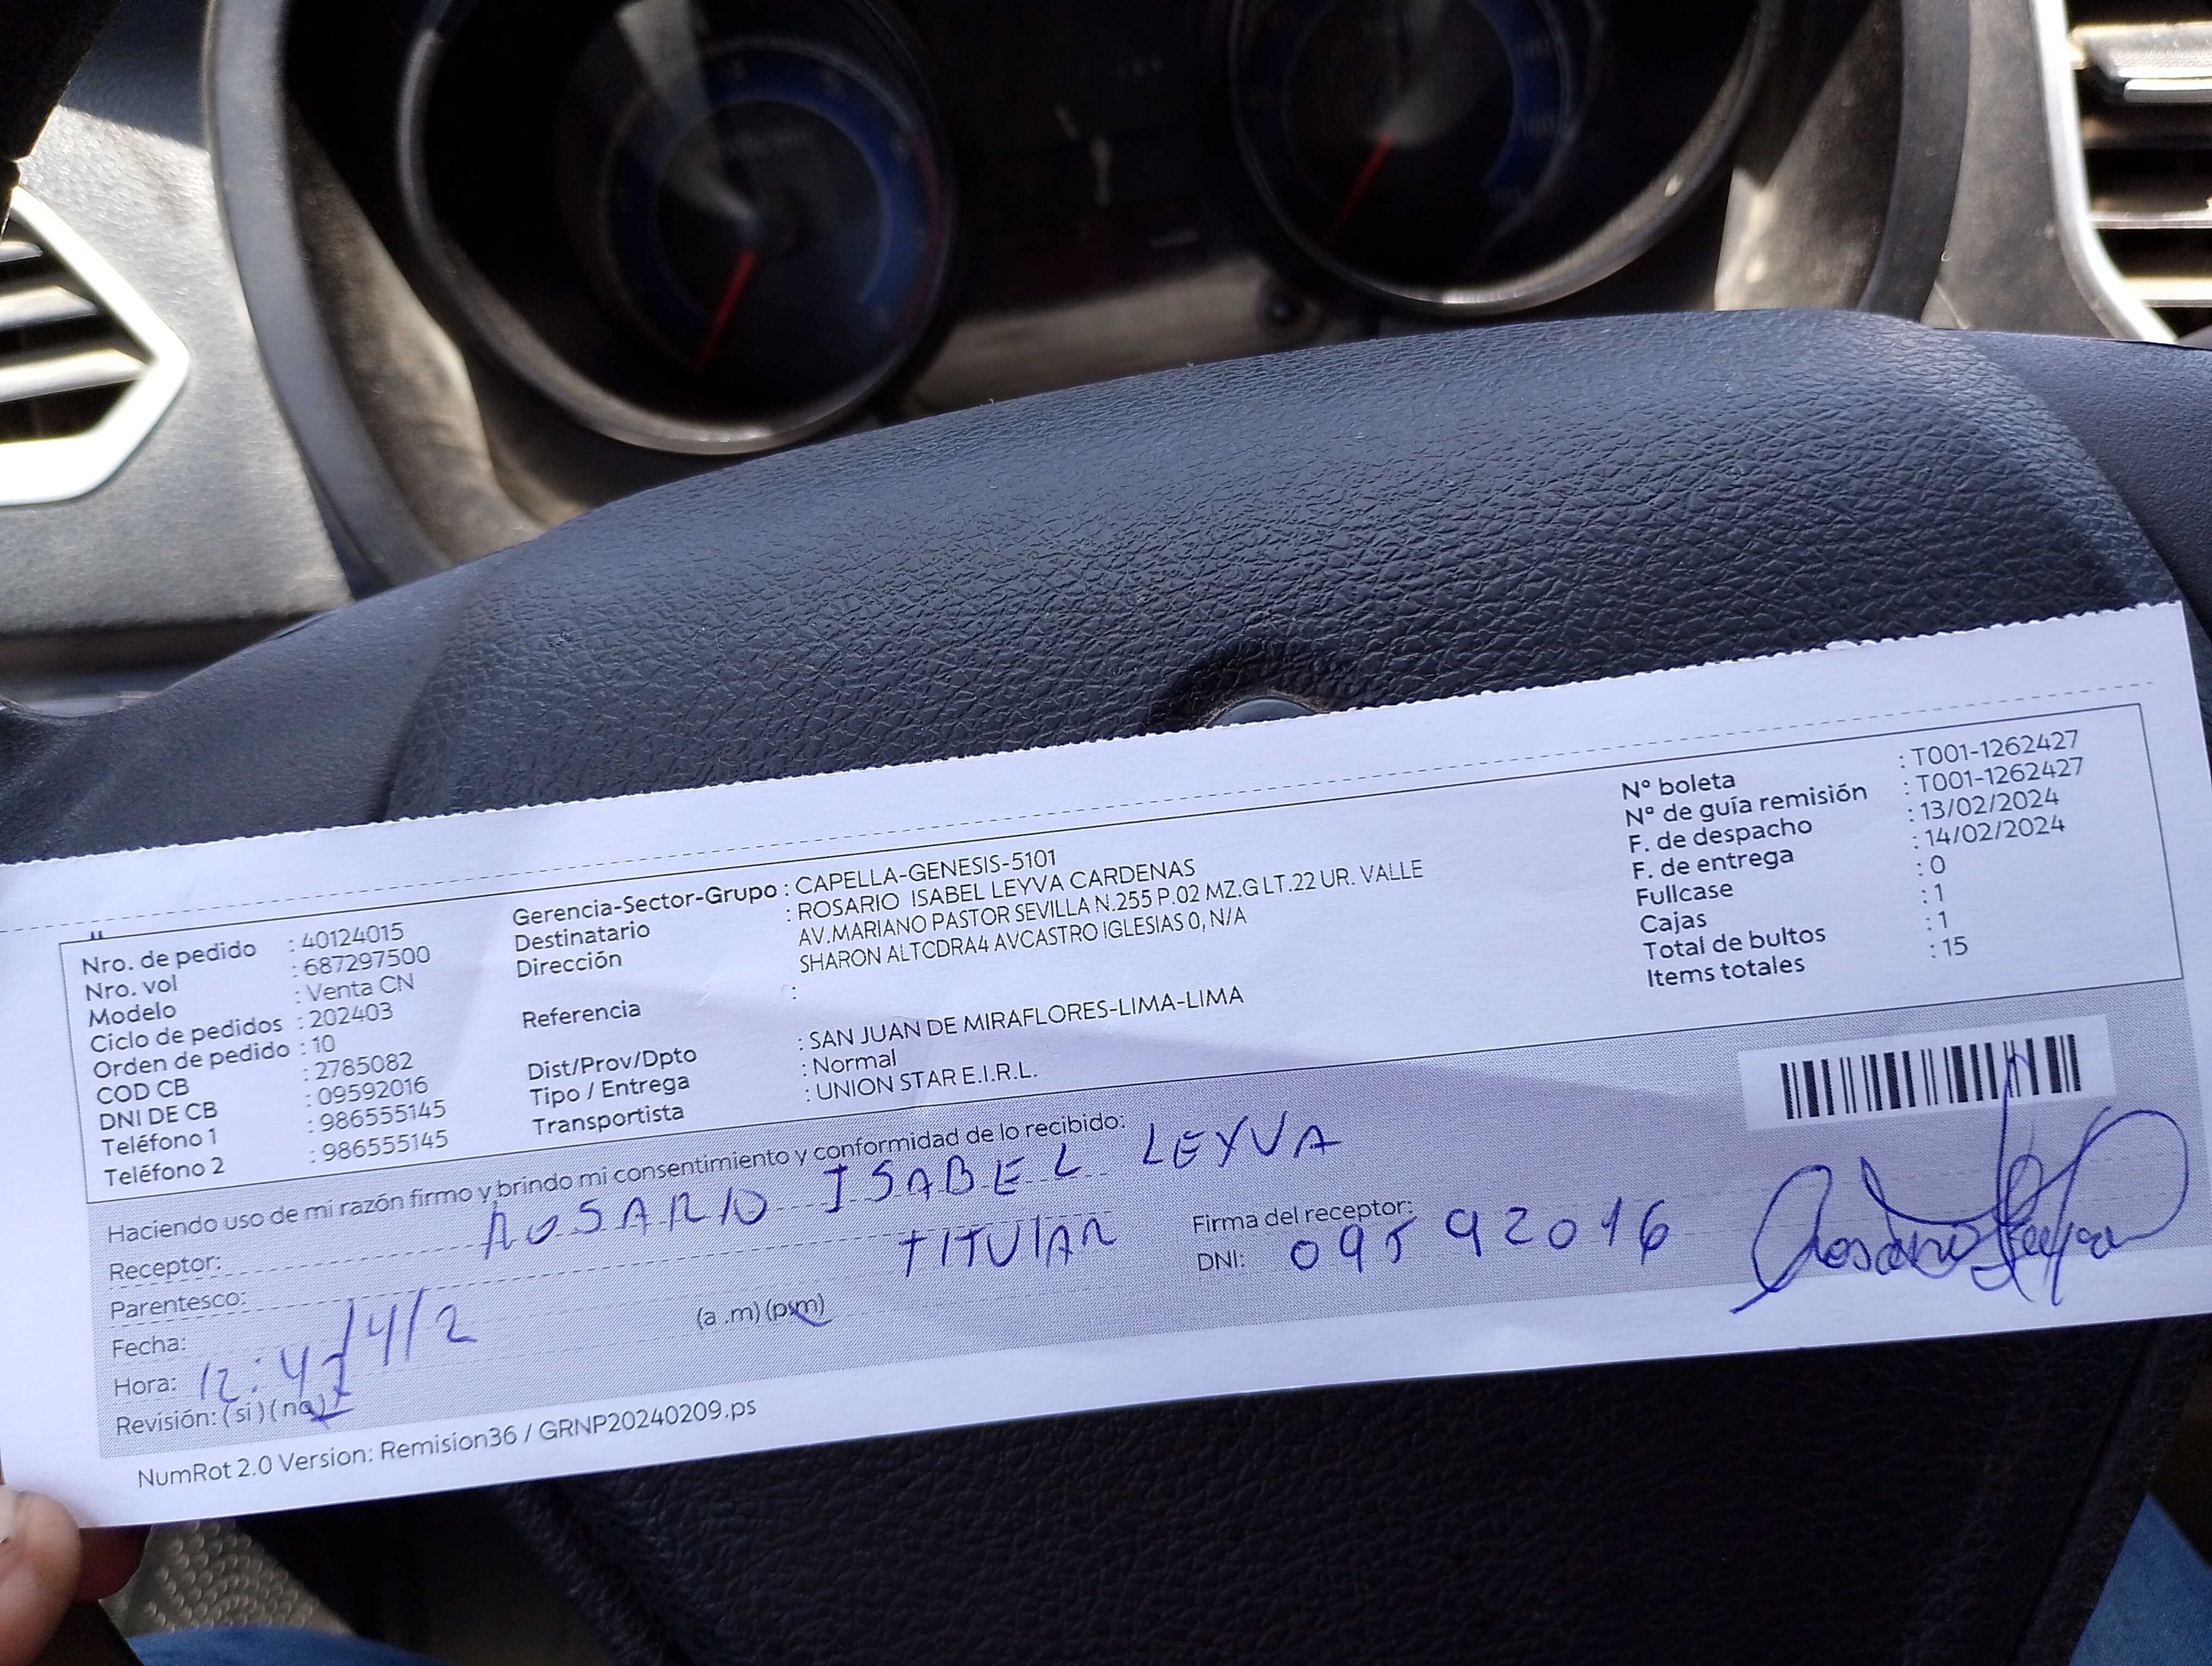 Nro. de pedido : 40124015
Nro. vol : 687297500
Modelo : Venta CN
Ciclo de pedidos : 202403
Orden de pedido : 10
COD CB : 2785082
DNI DE CB : 09592016
Teléfono 1 : 986555145
Teléfono 2 : 986555145
Gerencia-Sector-Grupo : CAPELLA-GENESIS-5101
Destinatario : ROSARIO ISABEL LEYVA CARDENAS
Dirección AV.MARIANO PASTOR SEVILLA N.255 P.02 MZ.G LT.22 UR. VALLE
SHARON ALTCDRA4 AVCASTRO IGLESIAS 0, N/A
Referencia :
Dist/Prov/Dpto : SAN JUAN DE MIRAFLORES-LIMA-LIMA
Tipo / Entrega : Normal
Transportista : UNION STAR E.I.R.L.
Nº boleta : T001-1262427
Nº de guía remisión : T001-1262427
F. de despacho : 13/02/2024
F. de entrega : 14/02/2024
Fullcase : 0
Cajas : 1
Total de bultos : 1
Items totales : 15
Haciendo uso de mi razón firmo y brindo mi consentimiento y conformidad de lo recibido:
Receptor: ROSARIO ISABEL LEYVA
Parentesco: TITULAR
Firma del receptor:
DNI: 09592016
Fecha: 14/2
Hora: 12:47 (a .m) (p.m)
Revisión: ( si ) ( no )
NumRot 2.0 Version: Remision36 / GRNP20240209.ps